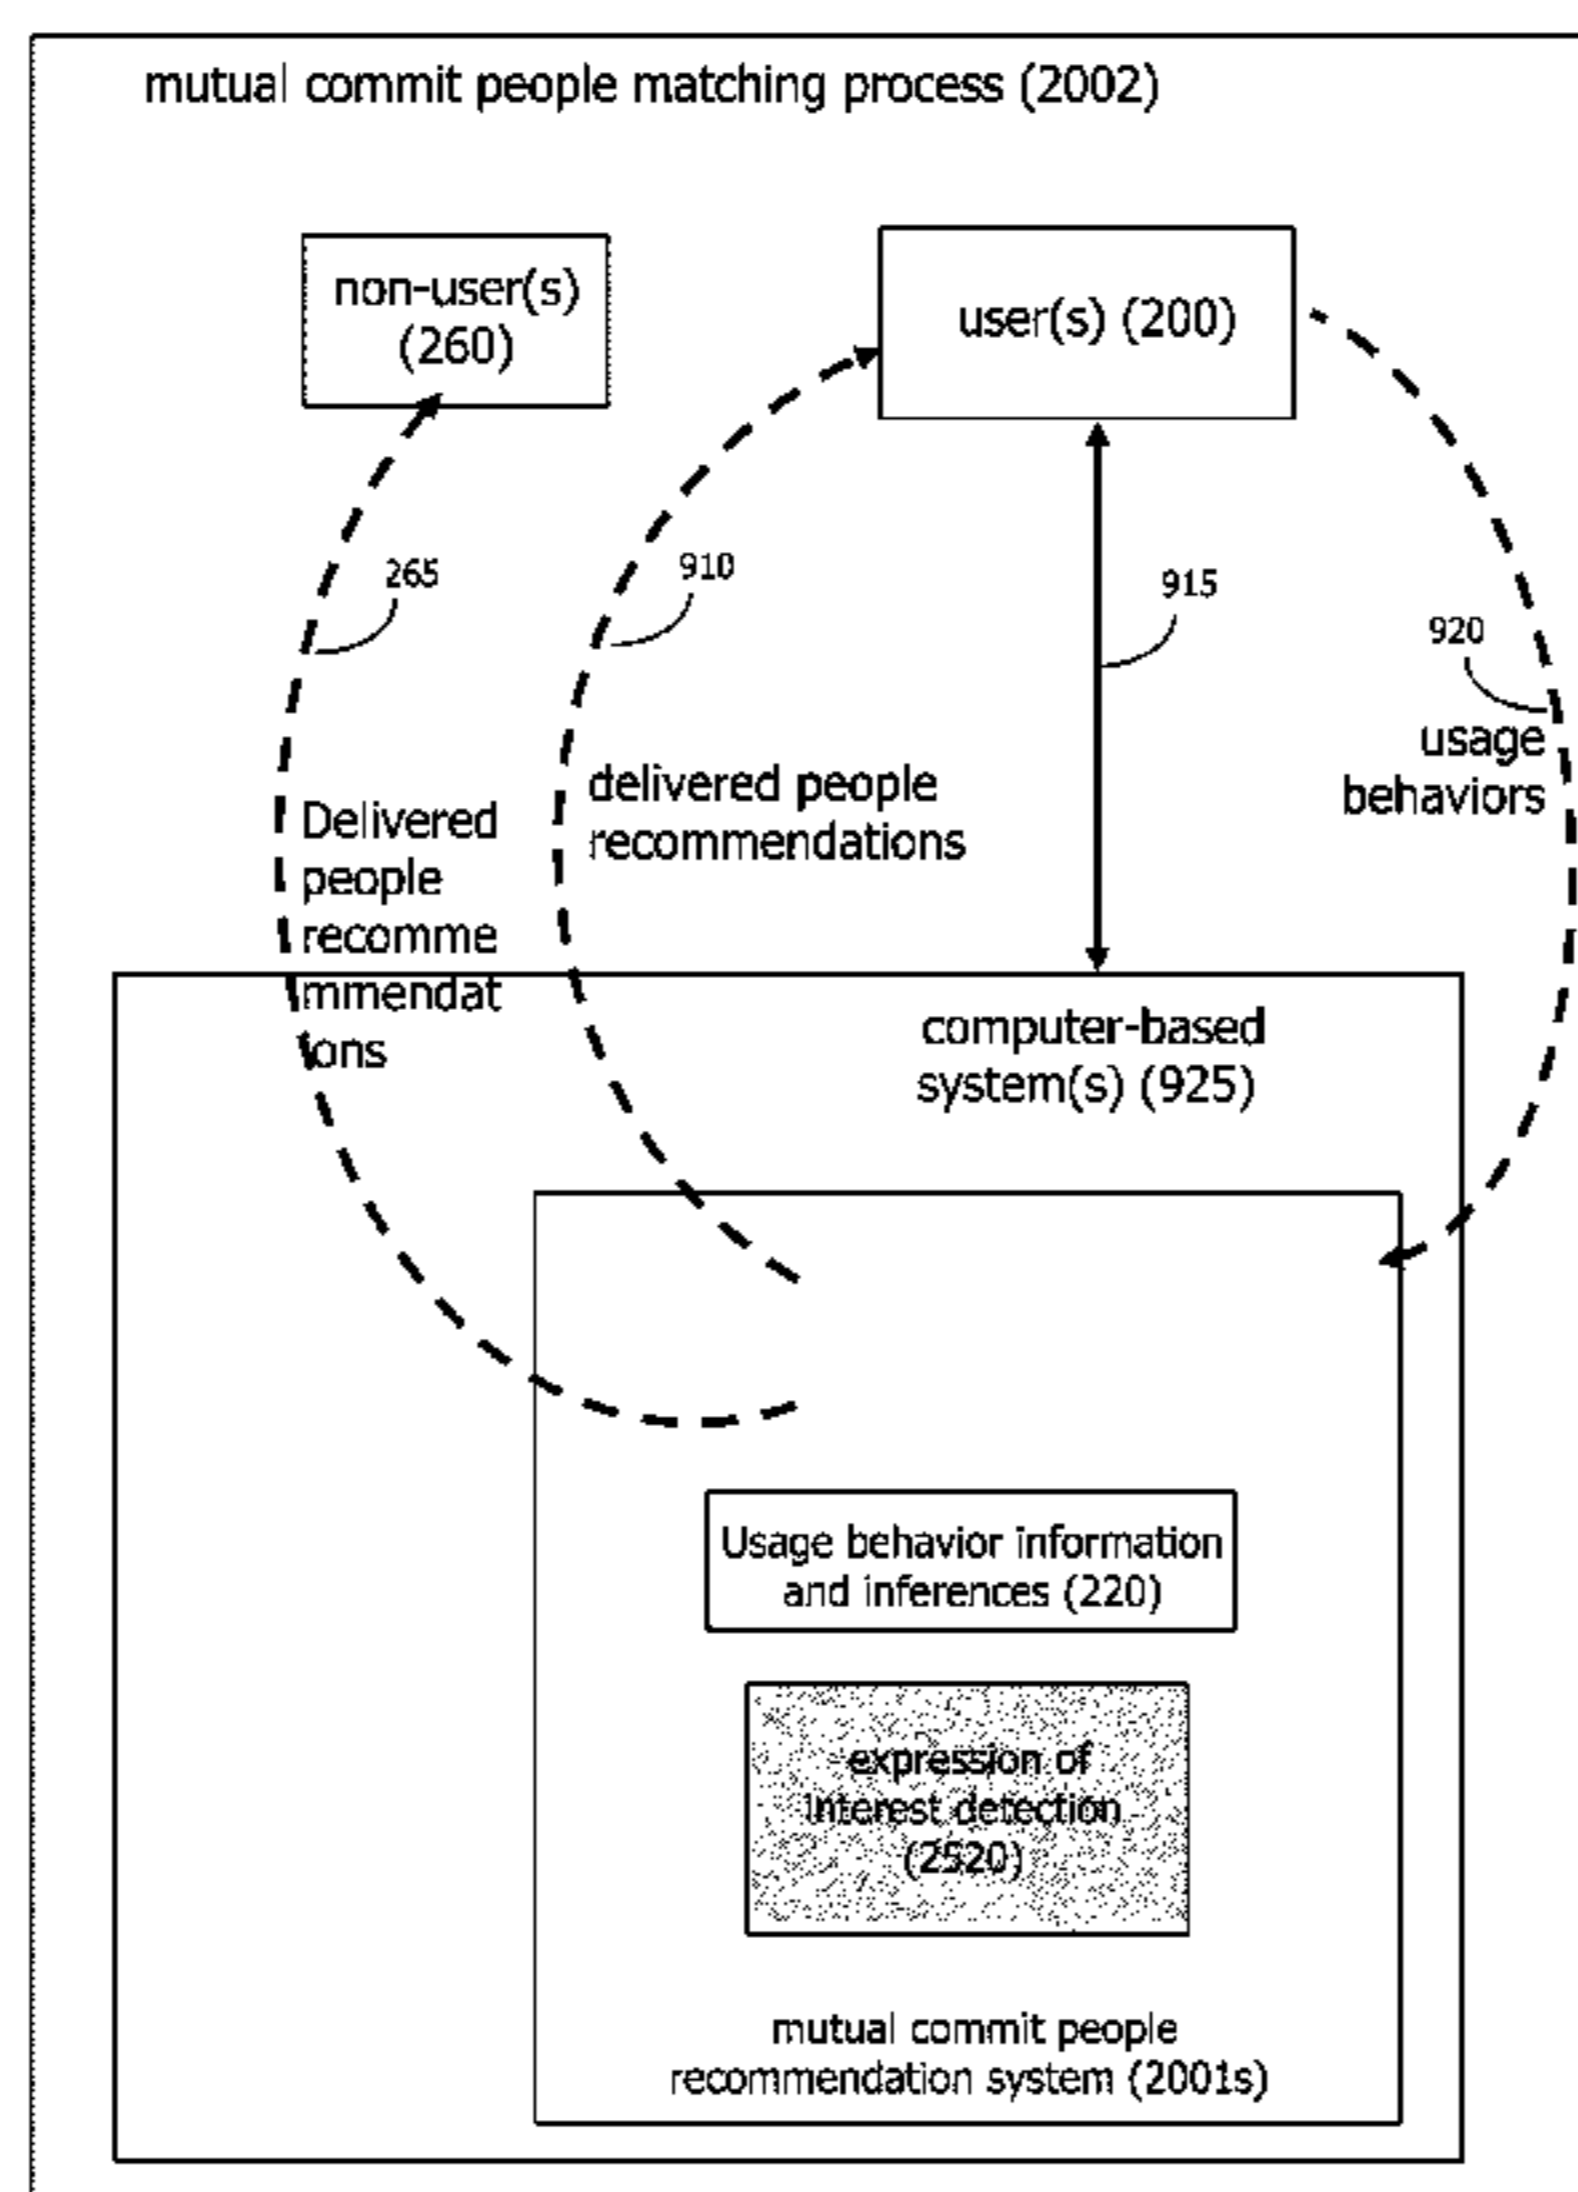 mutual commit people matching process (2002)
non-user(s)
(260)
user(s) (200)
265
910
915
920
usage
behaviors
delivered people
recommendations
Delivered
people
recomme
mmendat
ions
computer-based
system(s) (925)
Usage behavior information
and inferences (220)
expression of
interest detection
(2520)
mutual commit people
recommendation system (2001s)